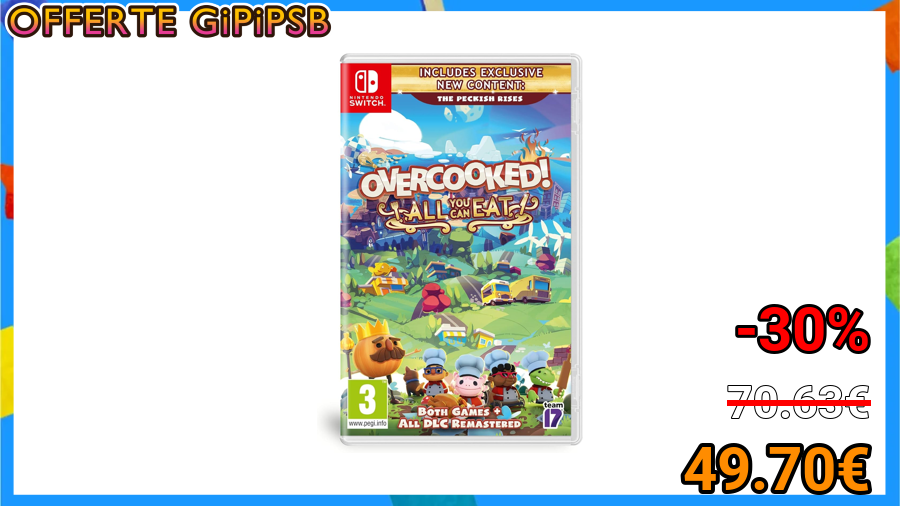 OFFERTE GiPiPSB
NINTENDO
SWITCH.
INCLUDES EXCLUSIVE
NEW CONTENT:
THE PECKISH RISES
OVERCOOKED!
ALL YOU CAN EAT
3
www.pegi.info
BOTH GAMES +
ALL DLC REMASTERED
team
17
-30%
70.63€
49.70€